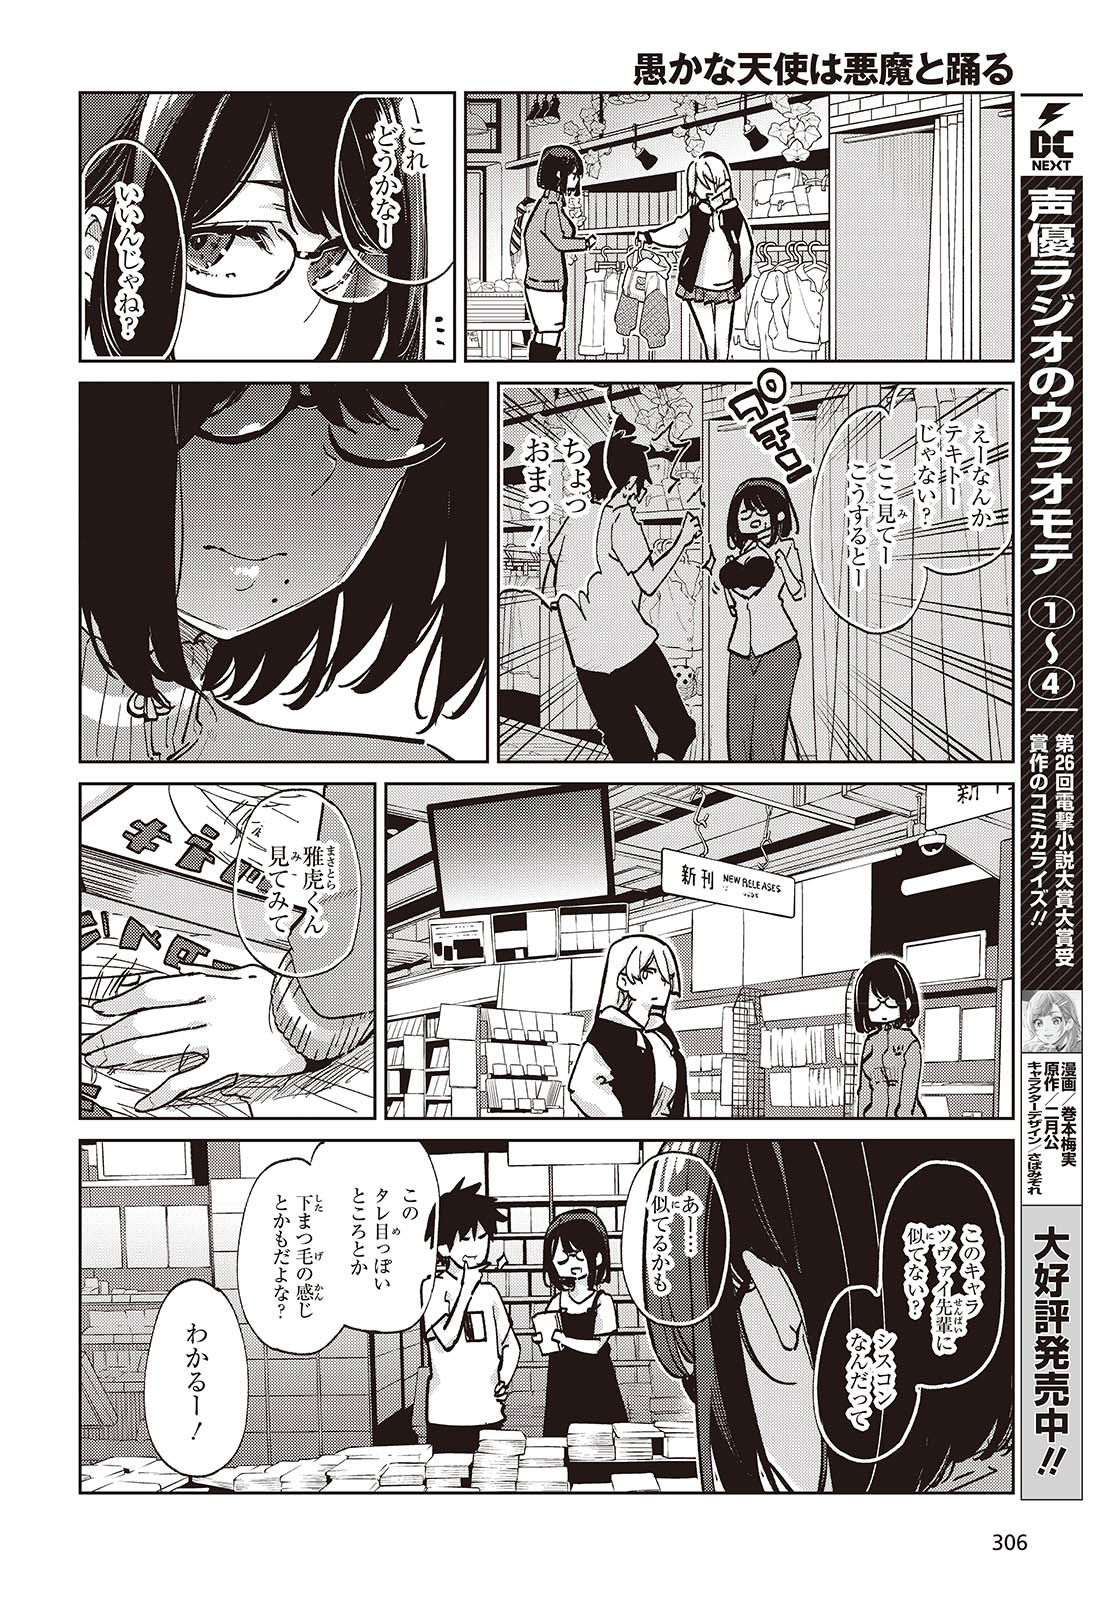 愚かな天使は悪魔と踊る
これ
どうかなー
いいんじゃね?
えーなんか
テキトー
じゃない?
ここ見てー
こうするとー
ちょっ
おまっ!
新刊 NEW RELEASES
雅虎くん
見てみて
このキャラ
ツヴァイ先輩に
似てない?
シスコン
なんだって
あー…
似てるかも
この
タレ目っぽい
ところとか
下まつ毛の感じ
とかもだよな?
わかるー!
DC
NEXT
声優ラジオのウラオモテ ①〜④
第26回電撃小説大賞大賞受
賞作のコミカライズ!!
漫画/巻本梅実
原作/二月公
キャラクターデザイン/さばみぞれ
大好評発売中!!
306